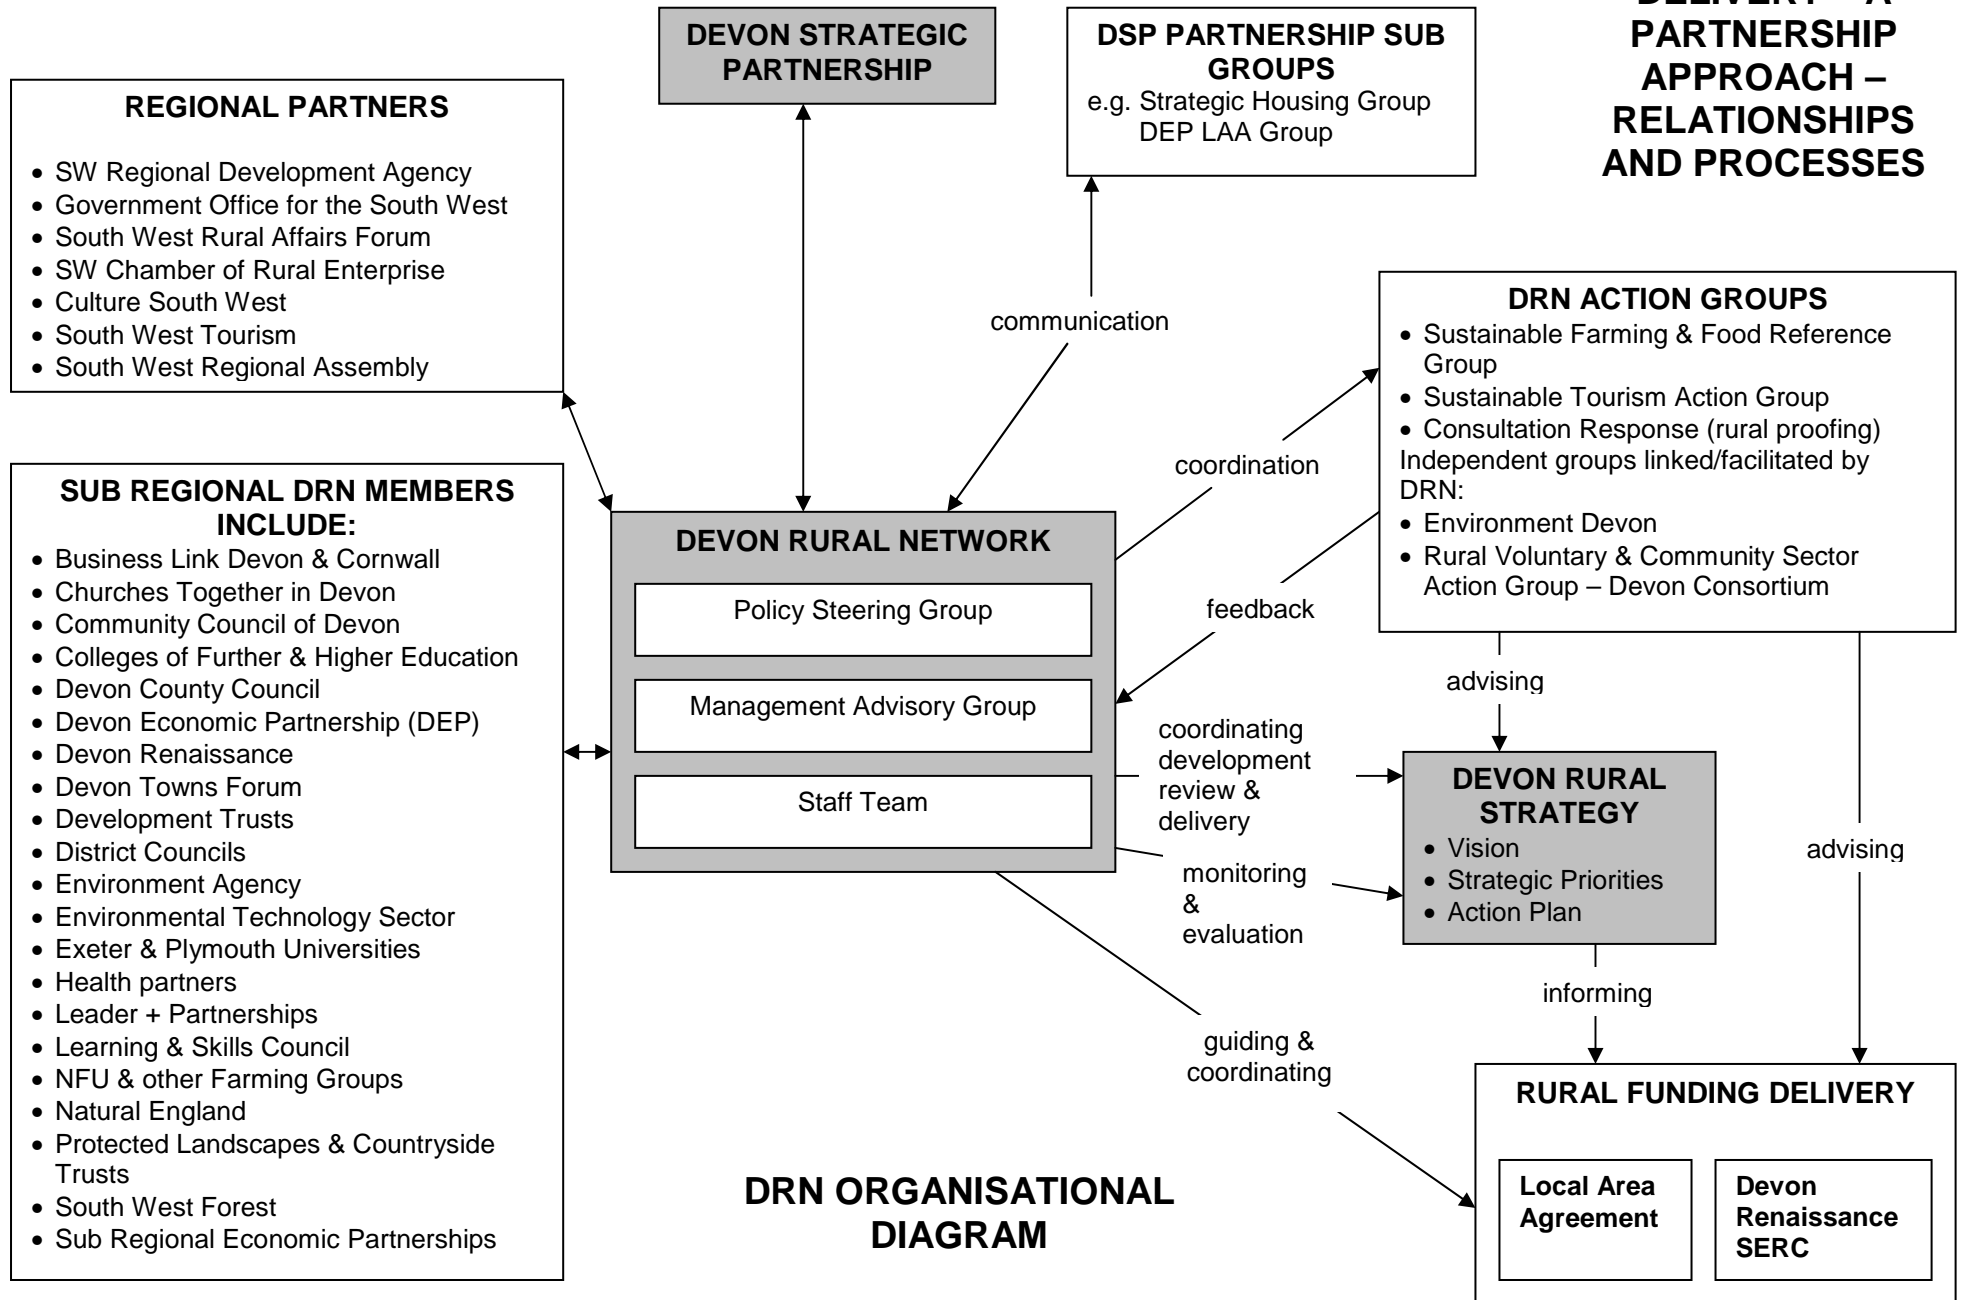 DELIVERY – A
PARTNERSHIP
APPROACH –
RELATIONSHIPS
AND PROCESSES
DEVON STRATEGIC
PARTNERSHIP
DSP PARTNERSHIP SUB
GROUPS
e.g. Strategic Housing Group
DEP LAA Group
REGIONAL PARTNERS
• SW Regional Development Agency
• Government Office for the South West
• South West Rural Affairs Forum
• SW Chamber of Rural Enterprise
• Culture South West
• South West Tourism
• South West Regional Assembly
communication
DRN ACTION GROUPS
• Sustainable Farming & Food Reference
Group
• Sustainable Tourism Action Group
• Consultation Response (rural proofing)
Independent groups linked/facilitated by
DRN:
• Environment Devon
• Rural Voluntary & Community Sector
Action Group – Devon Consortium
coordination
feedback
SUB REGIONAL DRN MEMBERS
INCLUDE:
• Business Link Devon & Cornwall
• Churches Together in Devon
• Community Council of Devon
• Colleges of Further & Higher Education
• Devon County Council
• Devon Economic Partnership (DEP)
• Devon Renaissance
• Devon Towns Forum
• Development Trusts
• District Councils
• Environment Agency
• Environmental Technology Sector
• Exeter & Plymouth Universities
• Health partners
• Leader + Partnerships
• Learning & Skills Council
• NFU & other Farming Groups
• Natural England
• Protected Landscapes & Countryside
Trusts
• South West Forest
• Sub Regional Economic Partnerships
DEVON RURAL NETWORK
Policy Steering Group
Management Advisory Group
Staff Team
advising
coordinating
development
review &
delivery
monitoring
&
evaluation
DEVON RURAL
STRATEGY
• Vision
• Strategic Priorities
• Action Plan
advising
informing
guiding &
coordinating
RURAL FUNDING DELIVERY
Local Area
Agreement
Devon
Renaissance
SERC
DRN ORGANISATIONAL
DIAGRAM